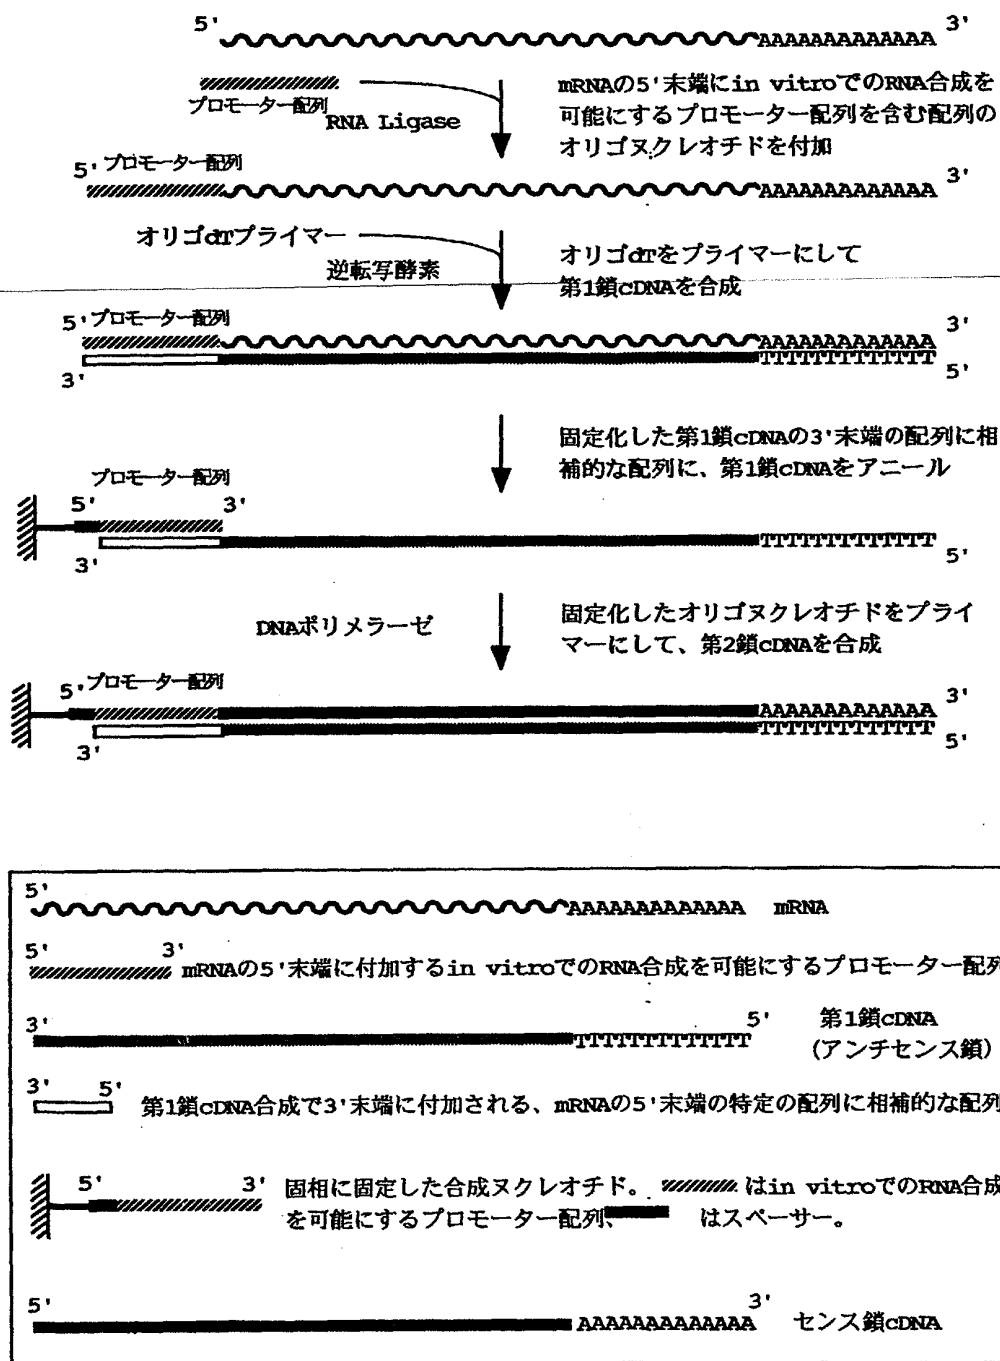 5' 3'
AAAAAAAAAAAAA
プロモーター配列
RNA Ligase
mRNAの5'末端にin vitroでのRNA合成を
可能にするプロモーター配列を含む配列の
オリゴヌクレオチドを付加
5' プロモーター配列 3'
AAAAAAAAAAAAA
オリゴdTプライマー
逆転写酵素
オリゴdTをプライマーにして
第1鎖cDNAを合成
5' プロモーター配列 3'
AAAAAAAAAAAAA
TTTTTTTTTTTTT
3' 5'
固定化した第1鎖cDNAの3'末端の配列に相
補的な配列に、第1鎖cDNAをアニール
プロモーター配列
5' 3'
TTTTTTTTTTTTT
3' 5'
DNAポリメラーゼ
固定化したオリゴヌクレオチドをプライ
マーにして、第2鎖cDNAを合成
5' プロモーター配列 3'
AAAAAAAAAAAAA
TTTTTTTTTTTTT
3' 5'
5'
AAAAAAAAAAAAA mRNA
5' 3'
mRNAの5'末端に付加するin vitroでのRNA合成を可能にするプロモーター配列
3' 5'
TTTTTTTTTTTTT
第1鎖cDNA
(アンチセンス鎖)
3' 5'
第1鎖cDNA合成で3'末端に付加される、mRNAの5'末端の特定の配列に相補的な配列
5' 3'
固相に固定した合成ヌクレオチド。 はin vitroでのRNA合成
を可能にするプロモーター配列、 はスペーサー。
5' 3'
AAAAAAAAAAAAA センス鎖cDNA